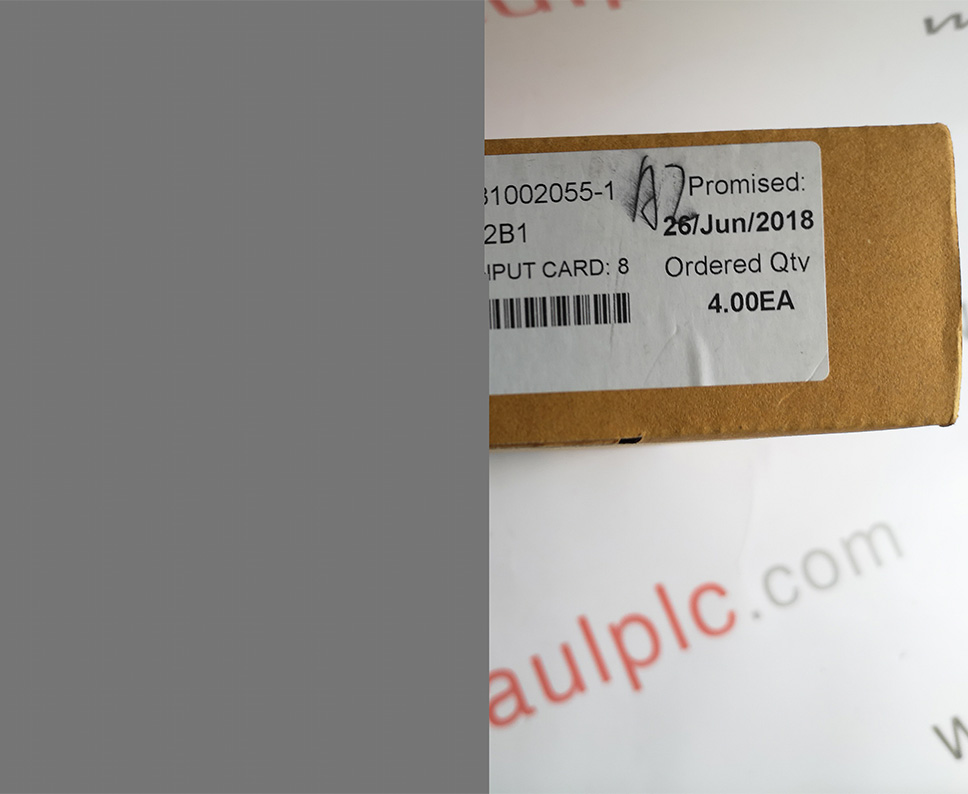 31002055-1
Promised:
2B1
26/Jun/2018
IPUT CARD: 8
Ordered Qty
4.00EA
aulplc.com